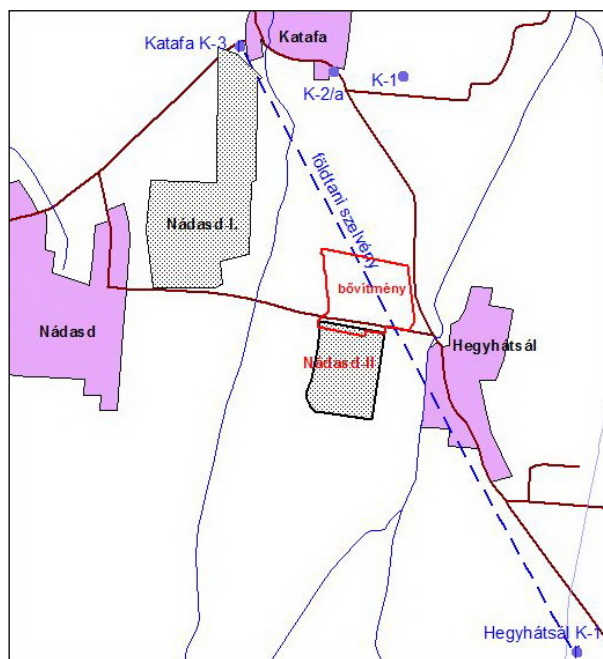 Katafa
Katafa K-3
K-1
K-2/a
földtani szelvény
Nádasd-I.
bővítmény
Nádasd
Hegyhátsál
Nádasd-II
Hegyhátsál K-1